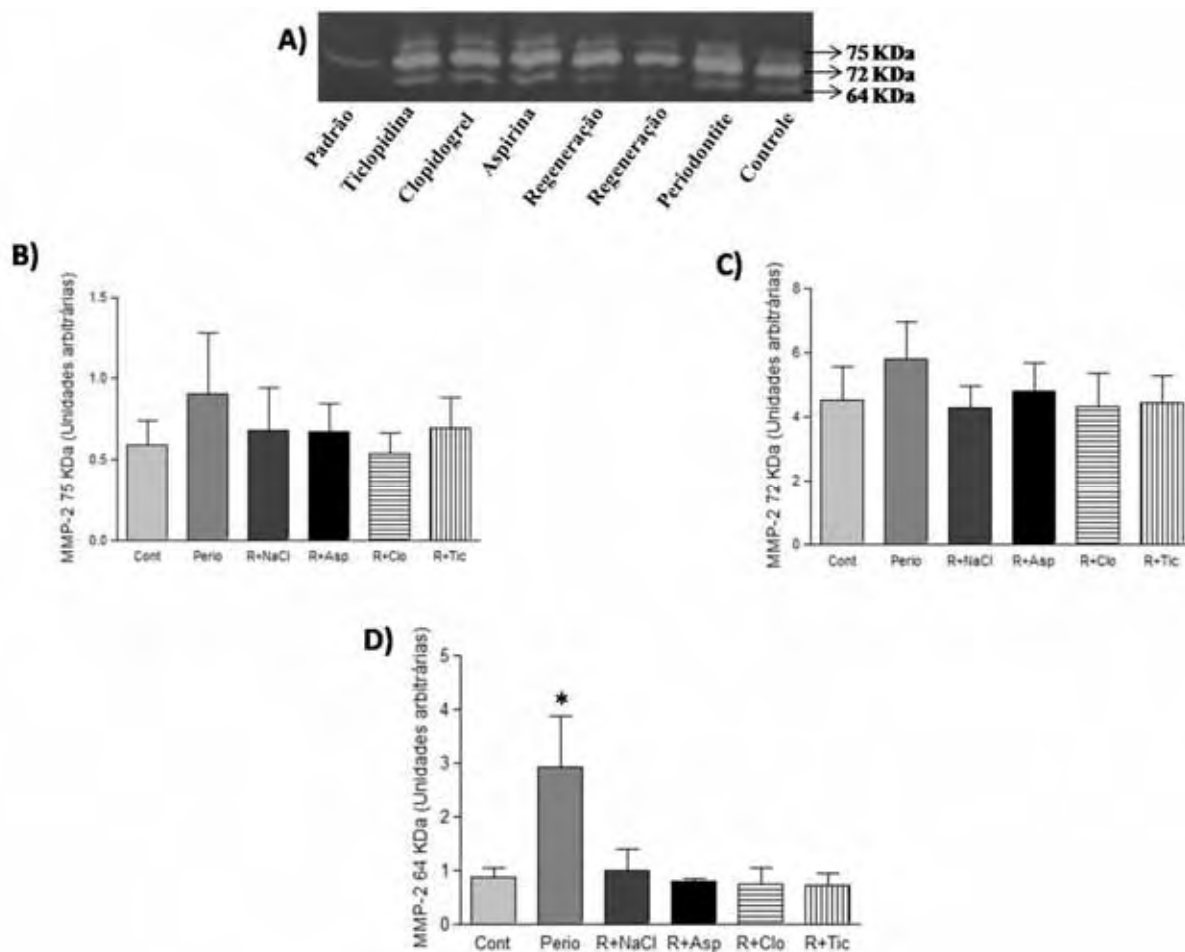 A)
75 KDa
72 KDa
64 KDa
Padrão
Ticlopidina
Clopidogrel
Aspirina
Regeneração
Regeneração
Periodontite
Controle
B)
MMP-2 75 KDa (Unidades arbitrárias)
1.5
1.0
0.5
0.0
Cont Perio R+NaCl R+Asp R+Clo R+Tic
C)
MMP-2 72 KDa (Unidades arbitrárias)
8
6
4
2
0
Cont Perio R+NaCl R+Asp R+Clo R+Tic
D)
MMP-2 64 KDa (Unidades arbitrárias)
5
4
3
2
1
0
*
Cont Perio R+NaCl R+Asp R+Clo R+Tic